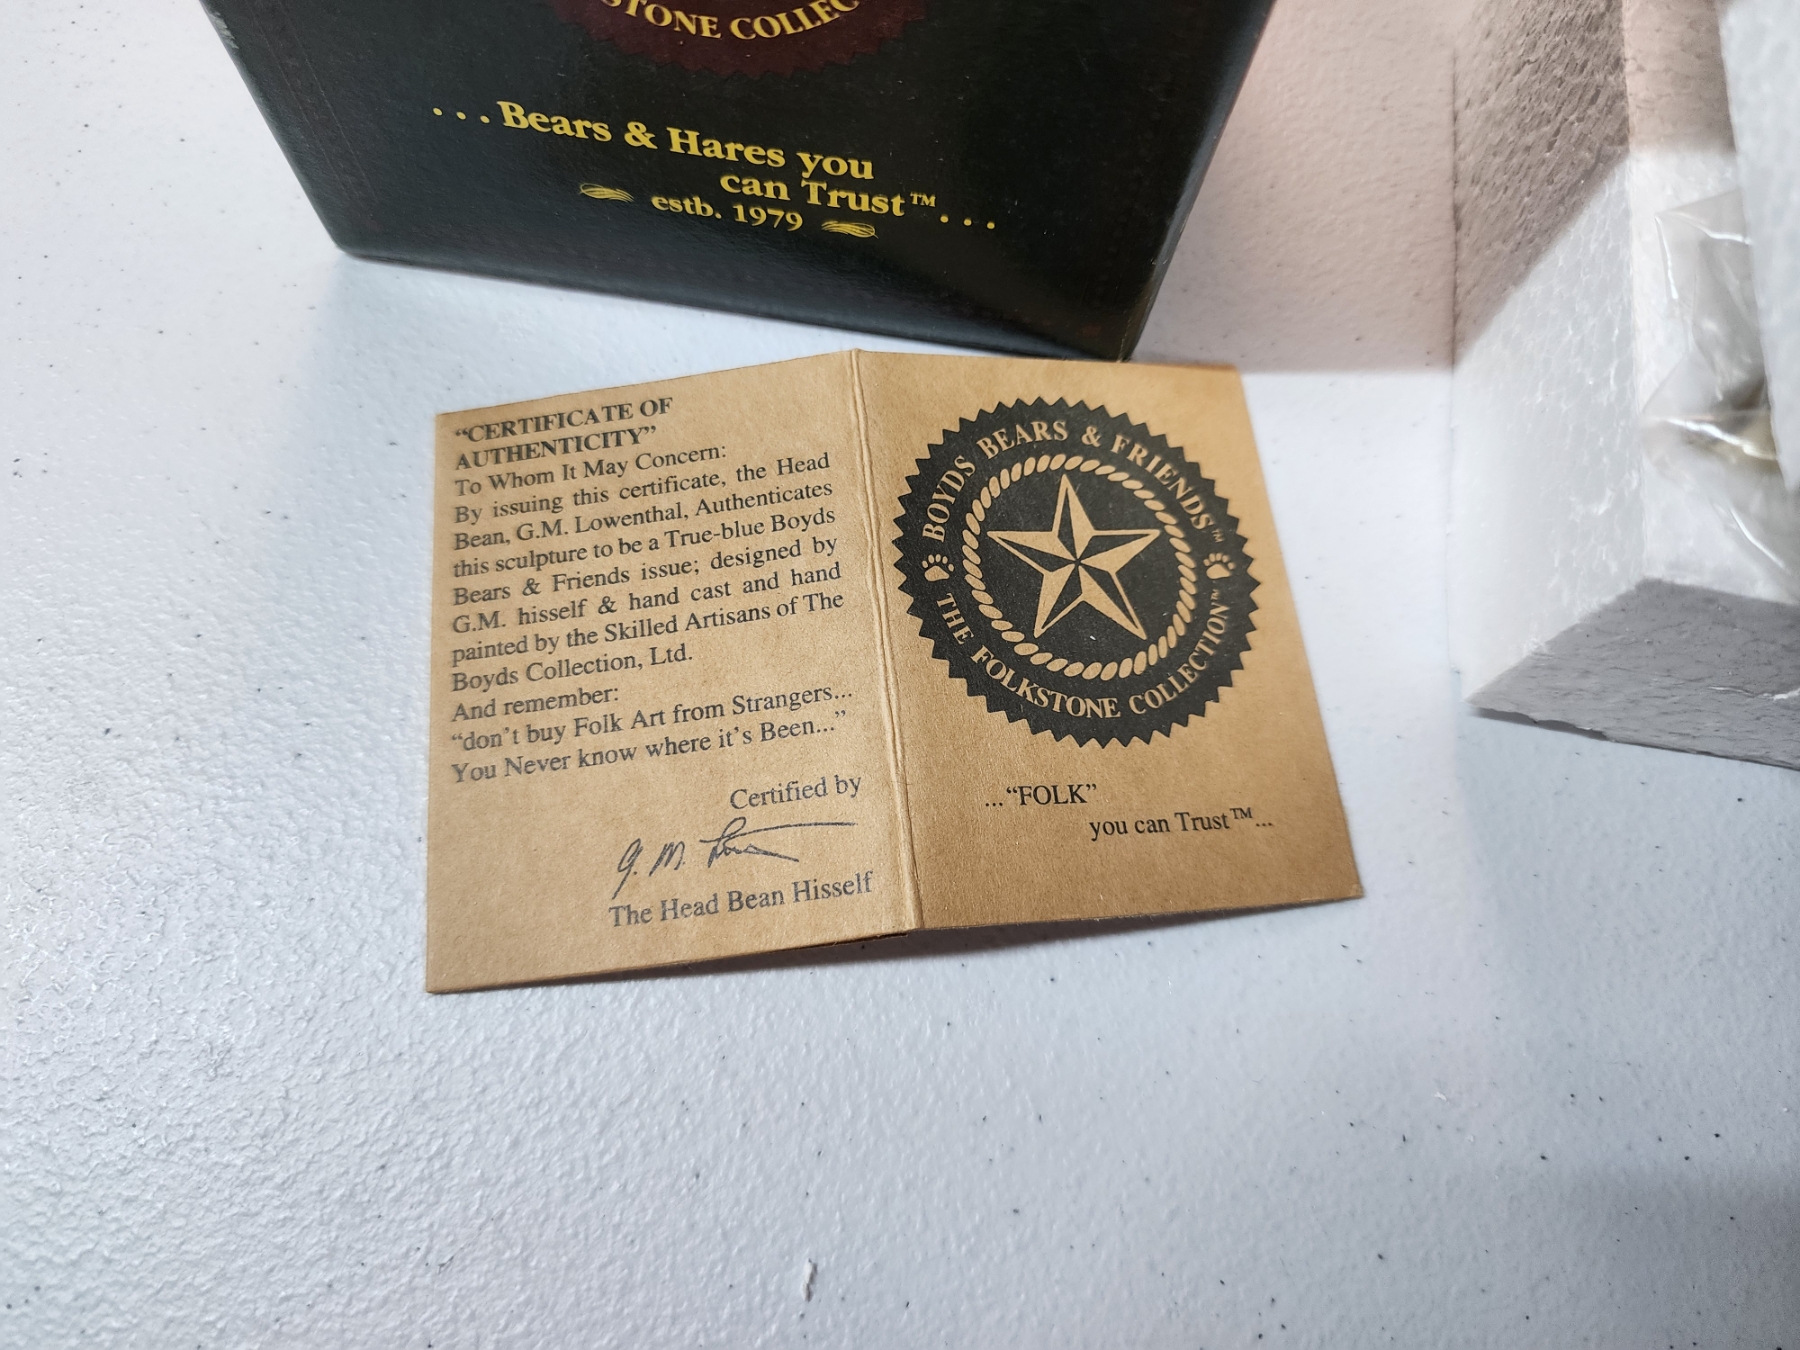 STONE COLLEC
. . . Bears & Hares you
can Trust™. . .
estb. 1979
“CERTIFICATE OF
AUTHENTICITY”
To Whom It May Concern:
By issuing this certificate, the Head
Bean, G.M. Lowenthal, Authenticates
this sculpture to be a True-blue Boyds
Bears & Friends issue; designed by
G.M. hisself & hand cast and hand
painted by the Skilled Artisans of The
Boyds Collection, Ltd.
And remember:
“don’t buy Folk Art from Strangers...
You Never know where it’s Been...”
Certified by
G. M.
The Head Bean Hisself
BOYDS BEARS & FRIENDS™
THE FOLKSTONE COLLECTION™
...“FOLK”
you can Trust™...